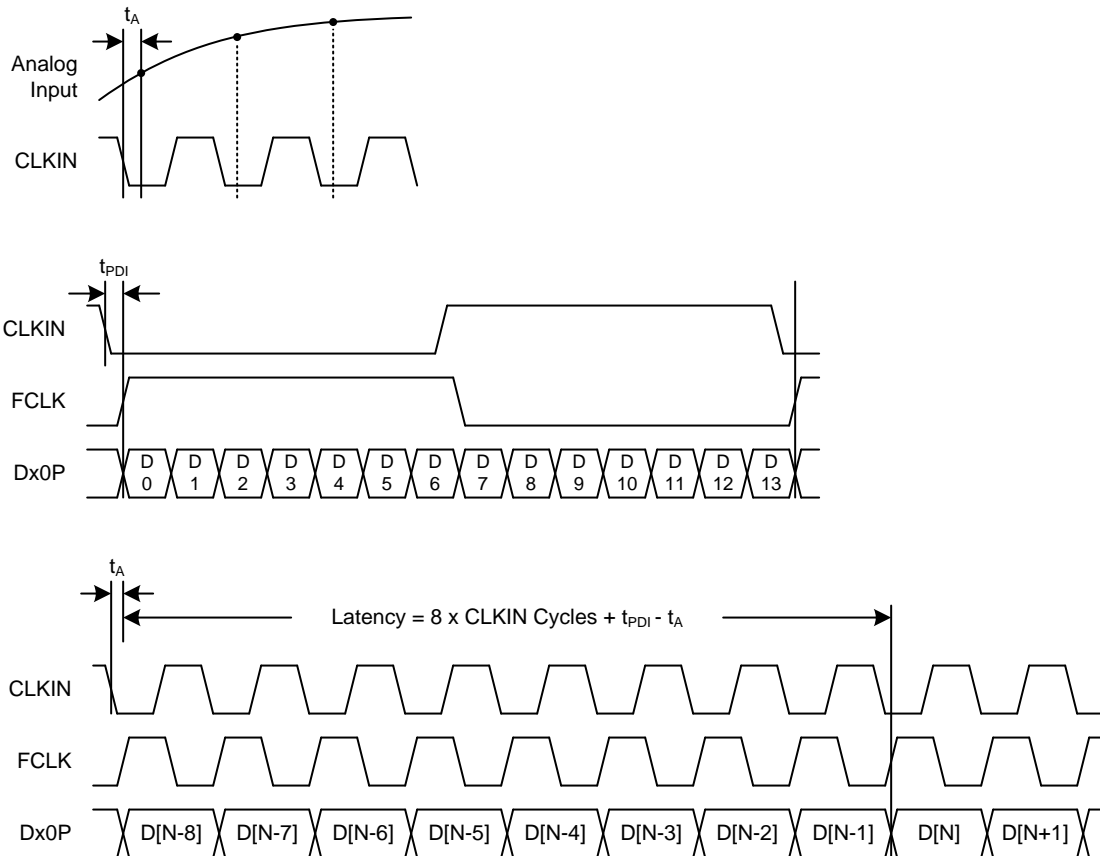 tA
Analog
Input
CLKIN
tPDI
CLKIN
FCLK
Dx0P
D D D D D D D D D D D D D D
0 1 2 3 4 5 6 7 8 9 10 11 12 13
tA
Latency = 8 x CLKIN Cycles + tPDI - tA
CLKIN
FCLK
Dx0P
D[N-8] D[N-7] D[N-6] D[N-5] D[N-4] D[N-3] D[N-2] D[N-1] D[N] D[N+1]